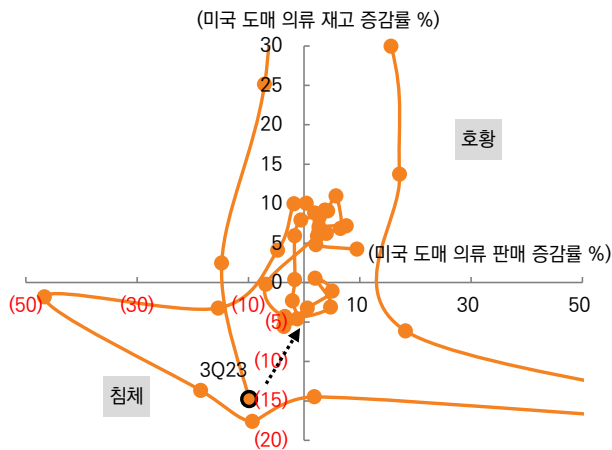 (미국 도매 의류 재고 증감률 %)
30
25
20
호황
15
10
5
(미국 도매 의류 판매 증감률 %)
0
(50) (30) (10) 10 30 50
(5)
(10)
3Q23
침체
(15)
(20)